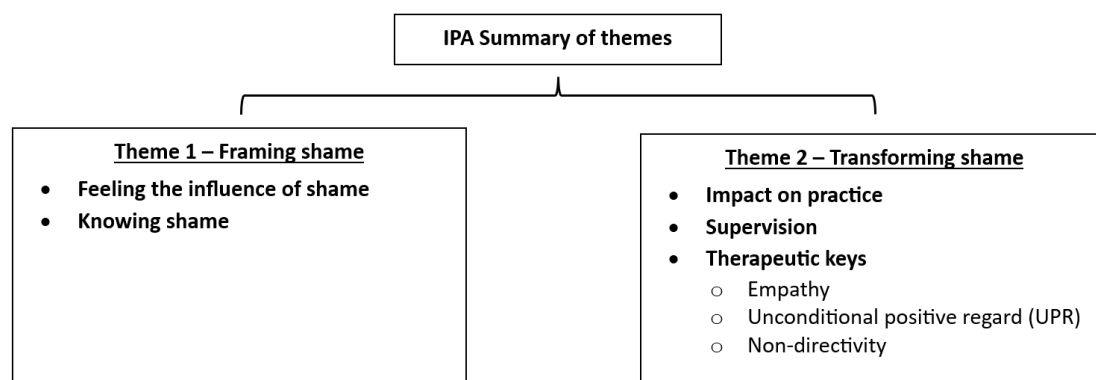 IPA Summary of themes
Theme 1 – Framing shame
• Feeling the influence of shame
• Knowing shame
Theme 2 – Transforming shame
• Impact on practice
• Supervision
• Therapeutic keys
o Empathy
o Unconditional positive regard (UPR)
o Non-directivity